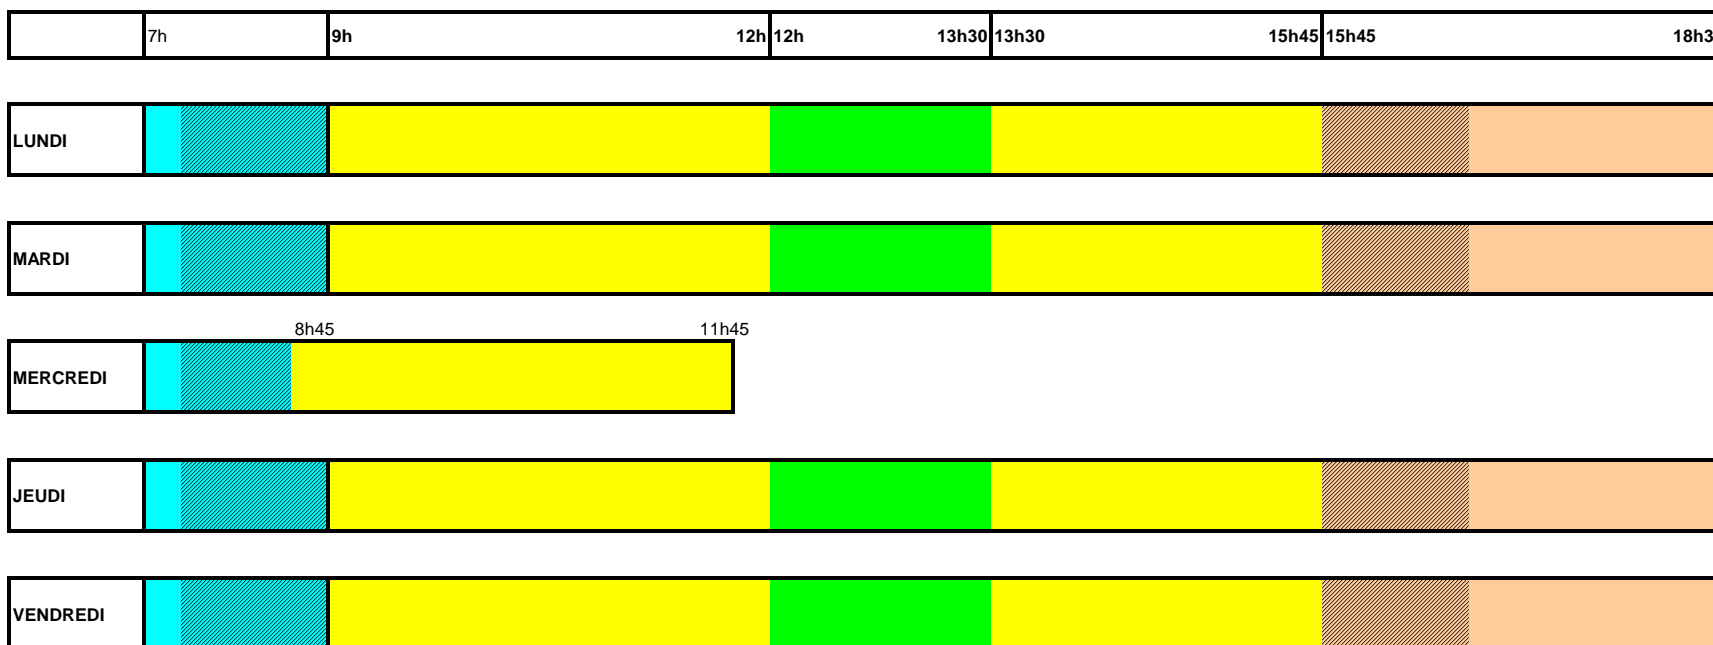 7h 9h 12h 12h 13h30 13h30 15h45 15h45 18h3
LUNDI
MARDI
8h45 11h45
MERCREDI
JEUDI
VENDREDI